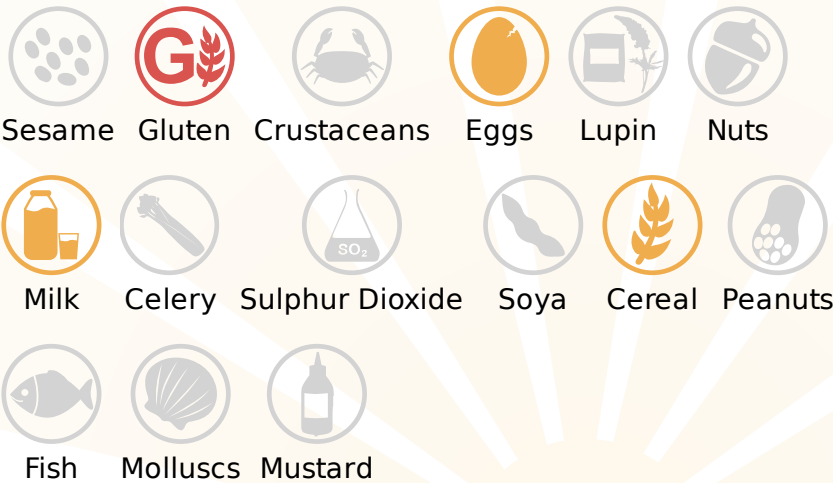 G
Sesame Gluten Crustaceans Eggs Lupin Nuts
SO₂
Milk Celery Sulphur Dioxide Soya Cereal Peanuts
Fish Molluscs Mustard